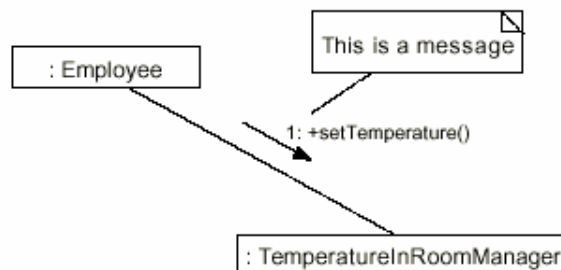 This is a message
: Employee
1: +setTemperature()
: TemperatureInRoomManager